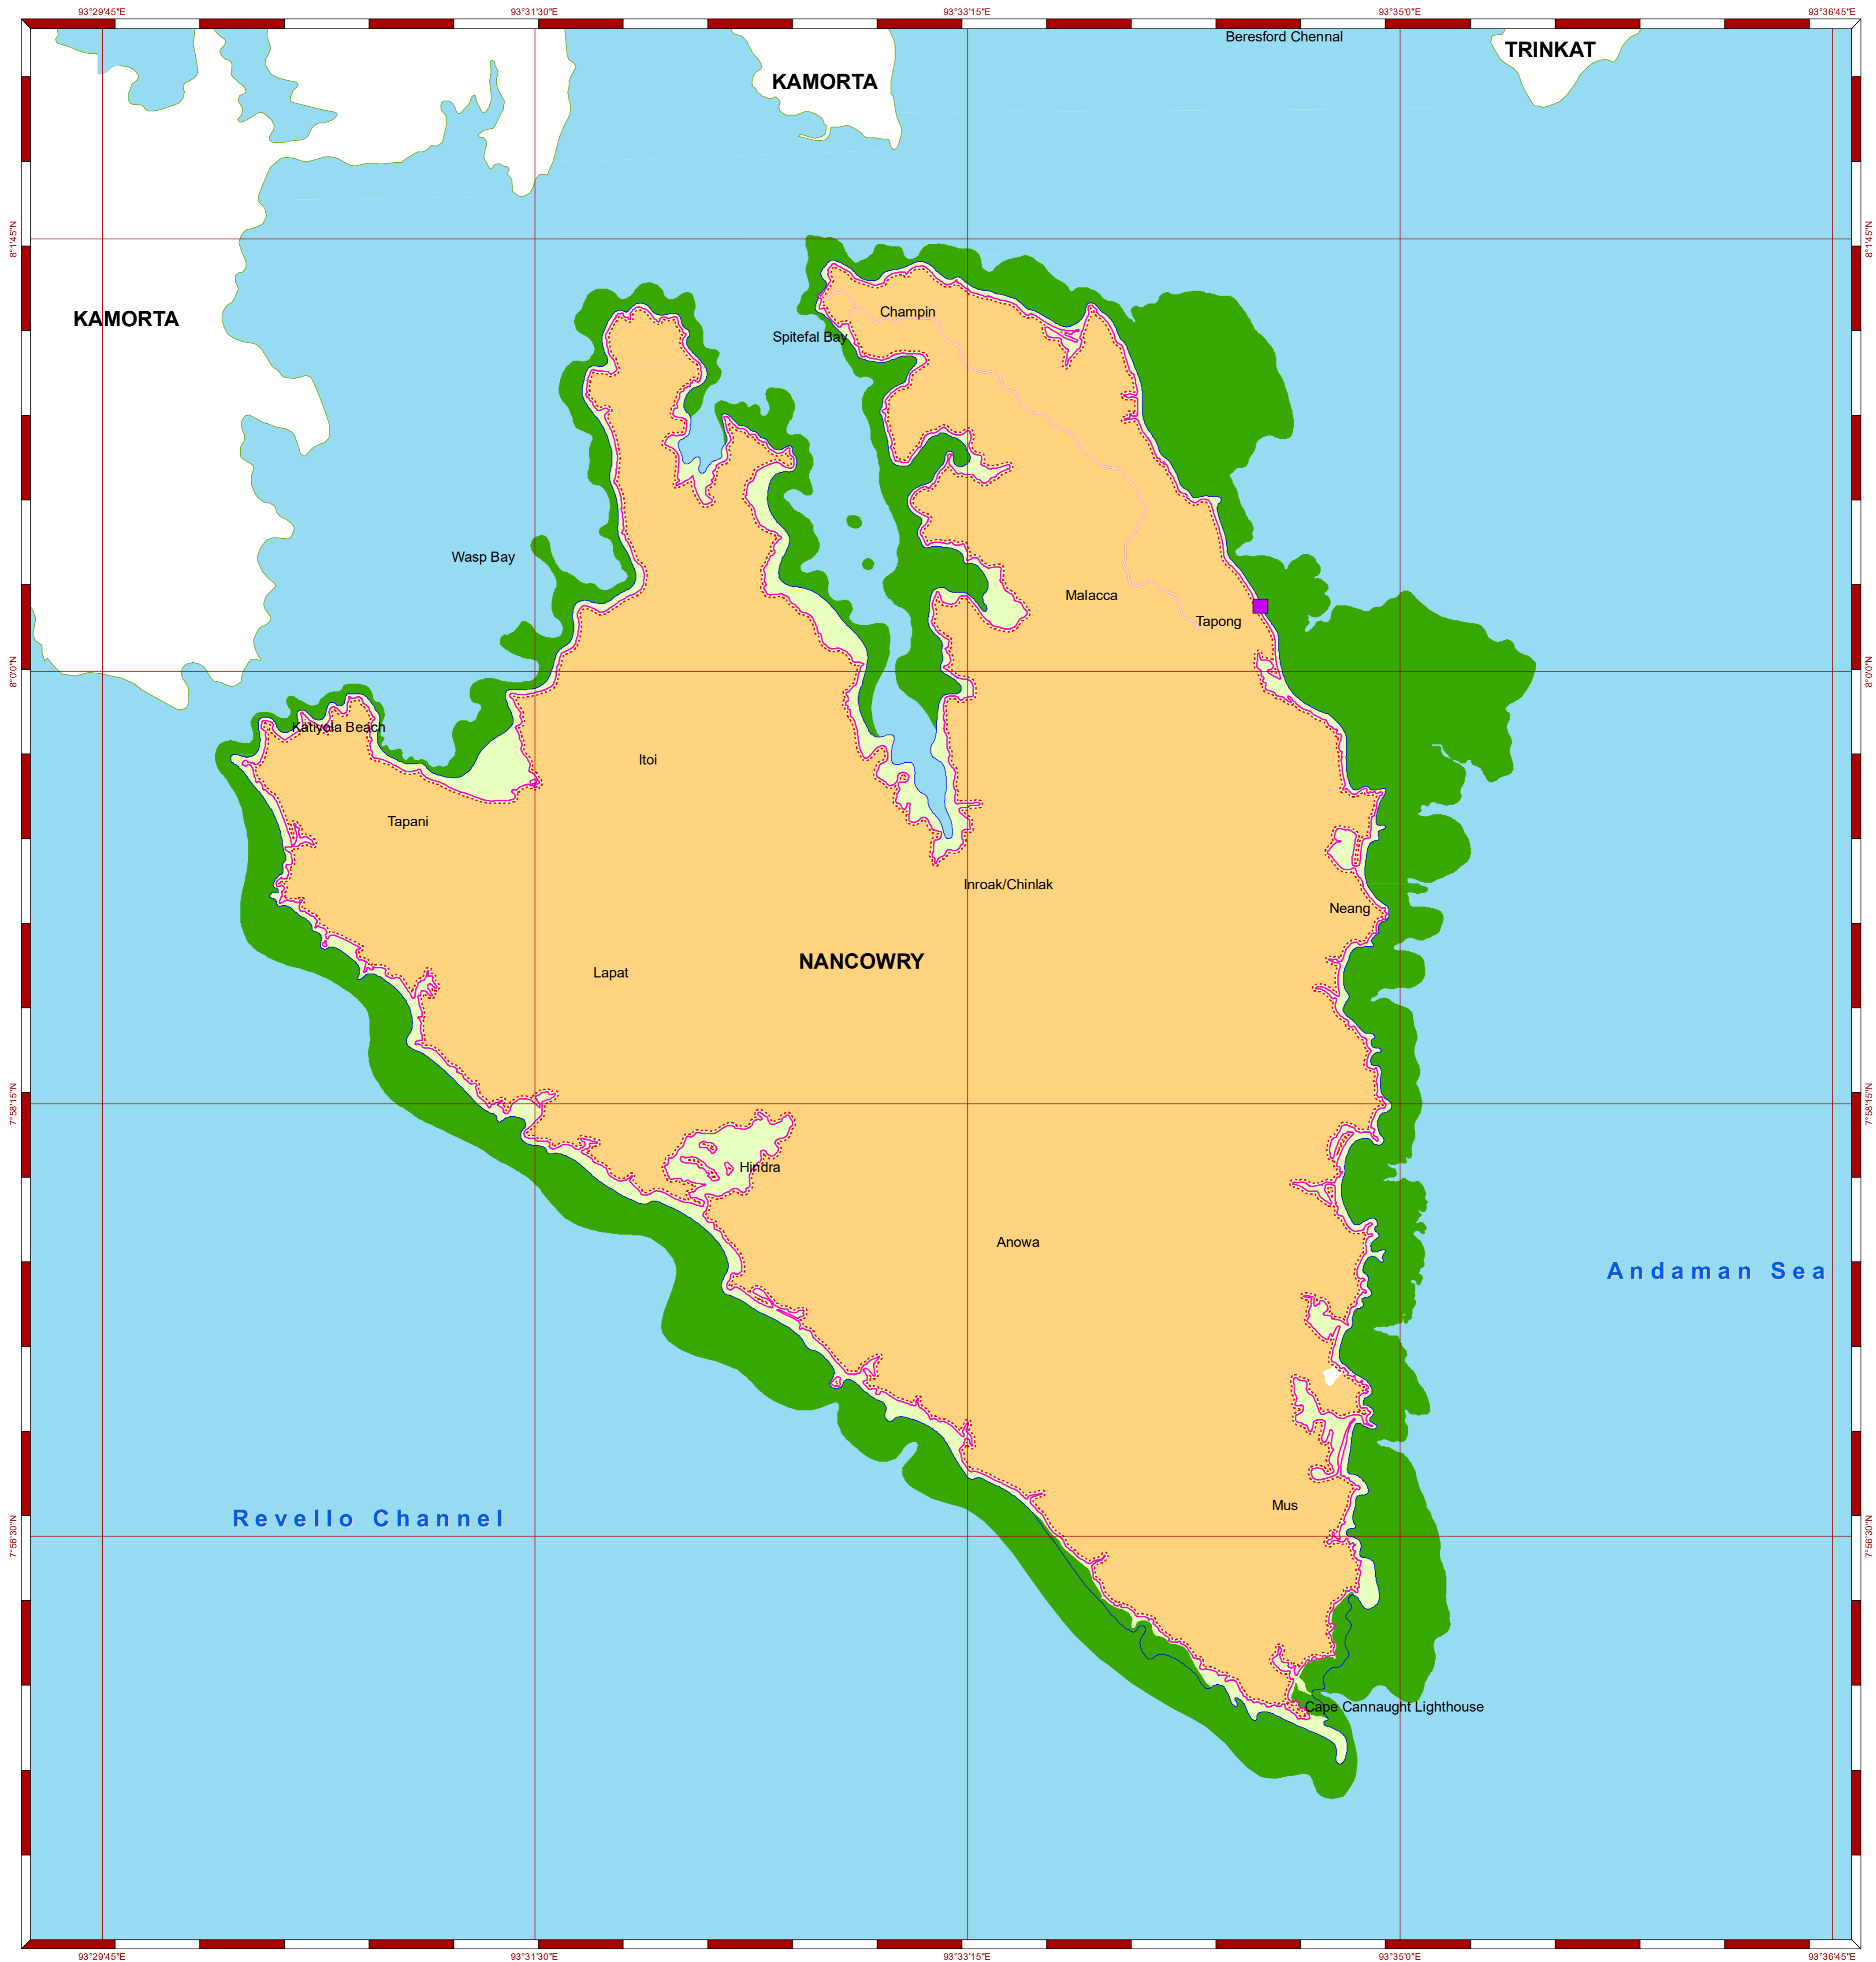 93°29'45"E
93°31'30"E
93°33'15"E
93°35'0"E
93°36'45"E
Beresford Chennal
TRINKAT
KAMORTA
8°1'45"N
8°1'45"N
KAMORTA
Champin
Spitefal Bay
Wasp Bay
Malacca
Tapong
8°0'0"N
8°0'0"N
Katiyola Beach
Itoi
Tapani
Inroak/Chinlak
Neang
NANCOWRY
Lapat
7°58'15"N
7°58'15"N
Hindra
Anowa
Andaman Sea
Mus
Revello Channel
7°56'30"N
7°56'30"N
Cape Cannaught Lighthouse
93°29'45"E
93°31'30"E
93°33'15"E
93°35'0"E
93°36'45"E